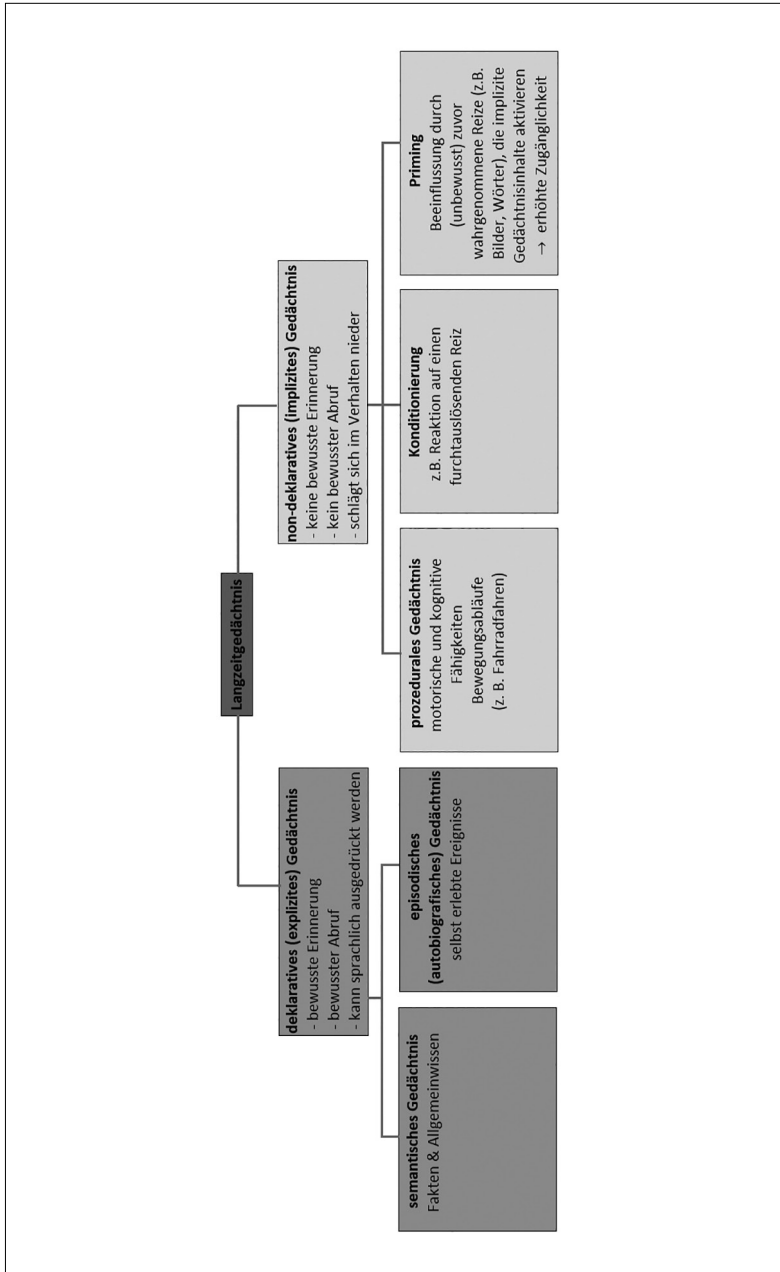 Langzeitgedächtnis
deklaratives (explizites) Gedächtnis
- bewusste Erinnerung
- bewusster Abruf
- kann sprachlich ausgedrückt werden
non-deklaratives (implizites) Gedächtnis
- keine bewusste Erinnerung
- kein bewusster Abruf
- schlägt sich im Verhalten nieder
semantisches Gedächtnis
Fakten & Allgemeinwissen
episodisches
(autobiografisches) Gedächtnis
selbst erlebte Ereignisse
prozedurales Gedächtnis
motorische und kognitive
Fähigkeiten
Bewegungsabläufe
(z. B. Fahrradfahren)
Konditionierung
z.B. Reaktion auf einen
furchtauslösenden Reiz
Priming
Beeinflussung durch
(unbewusst) zuvor
wahrgenommene Reize (z.B.
Bilder, Wörter), die implizite
Gedächtnisinhalte aktivieren
→ erhöhte Zugänglichkeit